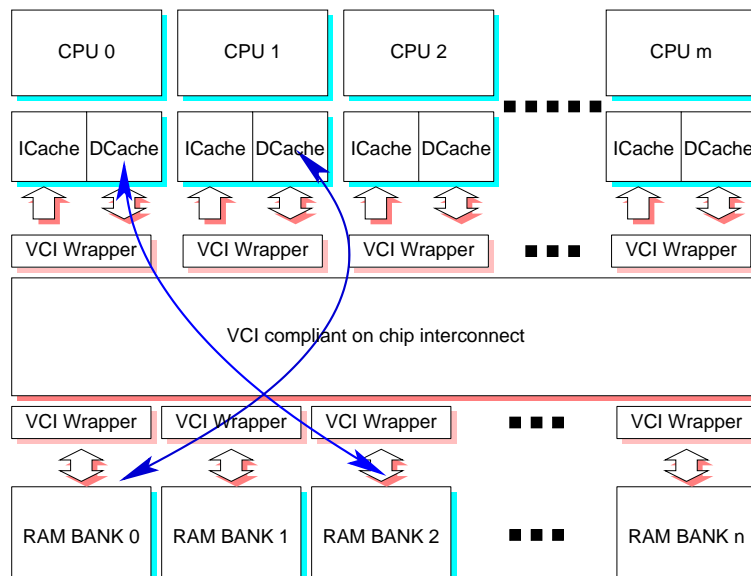 CPU 0 CPU 1 CPU 2 CPU m
ICache DCache ICache DCache ICache DCache ICache DCache
VCI Wrapper VCI Wrapper VCI Wrapper VCI Wrapper
VCI compliant on chip interconnect
VCI Wrapper VCI Wrapper VCI Wrapper VCI Wrapper
RAM BANK 0 RAM BANK 1 RAM BANK 2 RAM BANK n